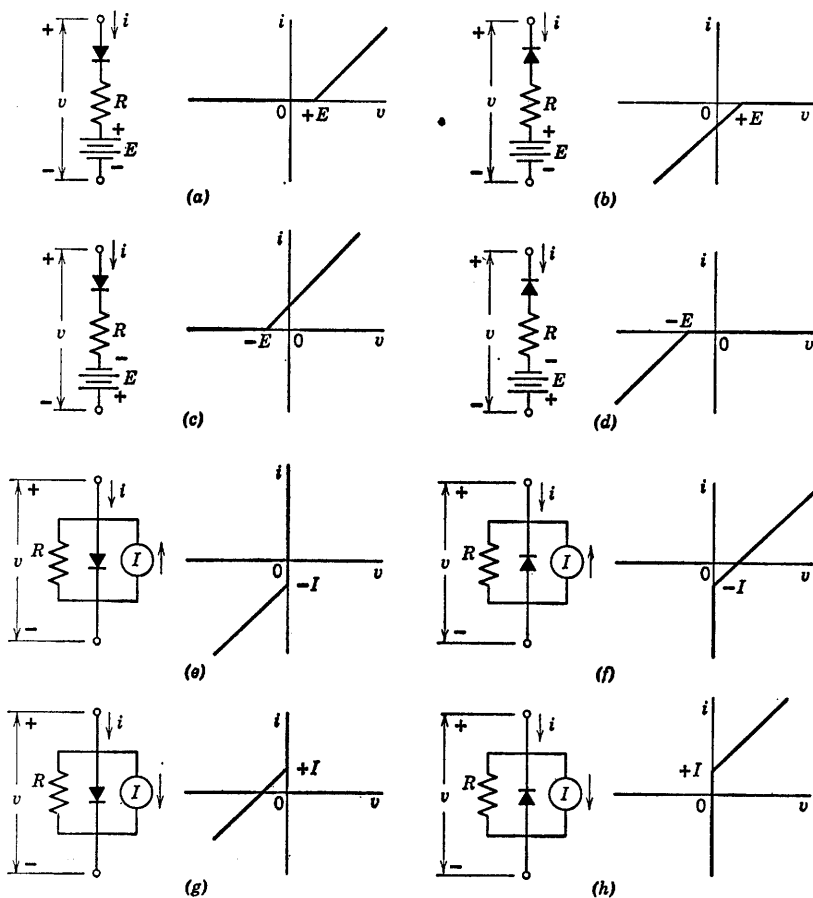 + i i
v R 0 +E v
+ E
− −
(a)
+ i i
v R 0 +E v
+ E
− −
(b)
+ i i
v R −E 0 v
− E
− +
(c)
+ i i
v R −E 0 v
− E
− +
(d)
+ i i
v R I 0 −I v
−
(e)
+ i i
v R I 0 −I v
−
(f)
+ i i
v R I +I 0 v
−
(g)
+ i i
v R I +I 0 v
−
(h)